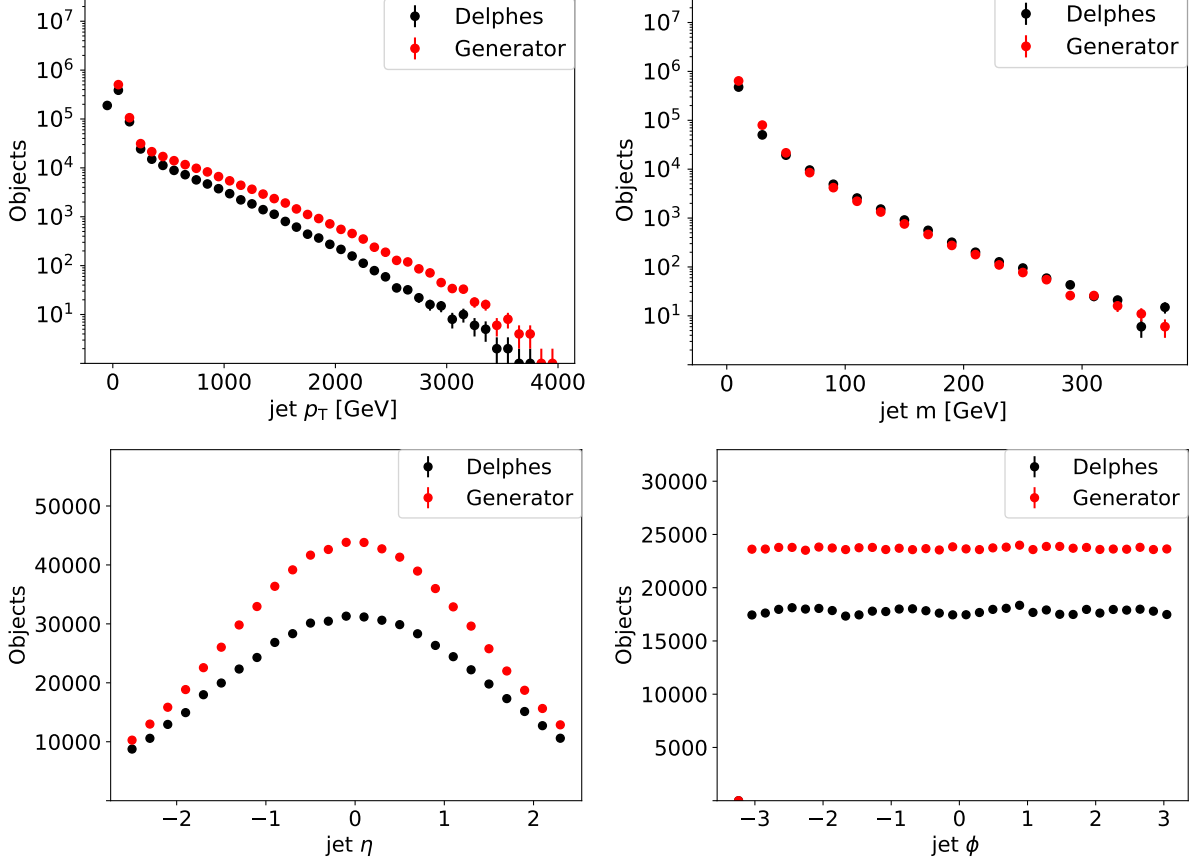 10⁷
10⁶
10⁵
10⁴
10³
10²
10¹
Objects
0 1000 2000 3000 4000
jet p_T [GeV]
Delphes
Generator
10⁷
10⁶
10⁵
10⁴
10³
10²
10¹
Objects
0 100 200 300
jet m [GeV]
Delphes
Generator
50000
40000
30000
20000
10000
Objects
−2 −1 0 1 2
jet η
Delphes
Generator
30000
25000
20000
15000
10000
5000
Objects
−3 −2 −1 0 1 2 3
jet ϕ
Delphes
Generator